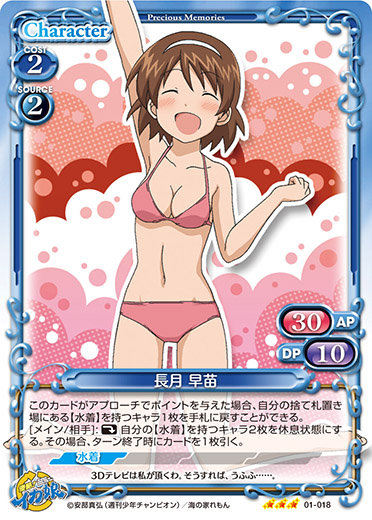 Precious Memories
Character
COST
2
SOURCE
2
30 AP
DP 10
長月 早苗
このカードがアプローチでポイントを与えた場合、自分の捨て札置き
場にある【水着】を持つキャラ1枚を手札に戻すことができる。
[メイン/相手]:自分の【水着】を持つキャラ2枚を休息状態にす
る。その場合、ターン終了時にカードを1枚引く。
水着
3Dテレビは私が頂くわ。そうすれば、うふふ……。
©安部真弘(週刊少年チャンピオン)/海の家れもん
01-018